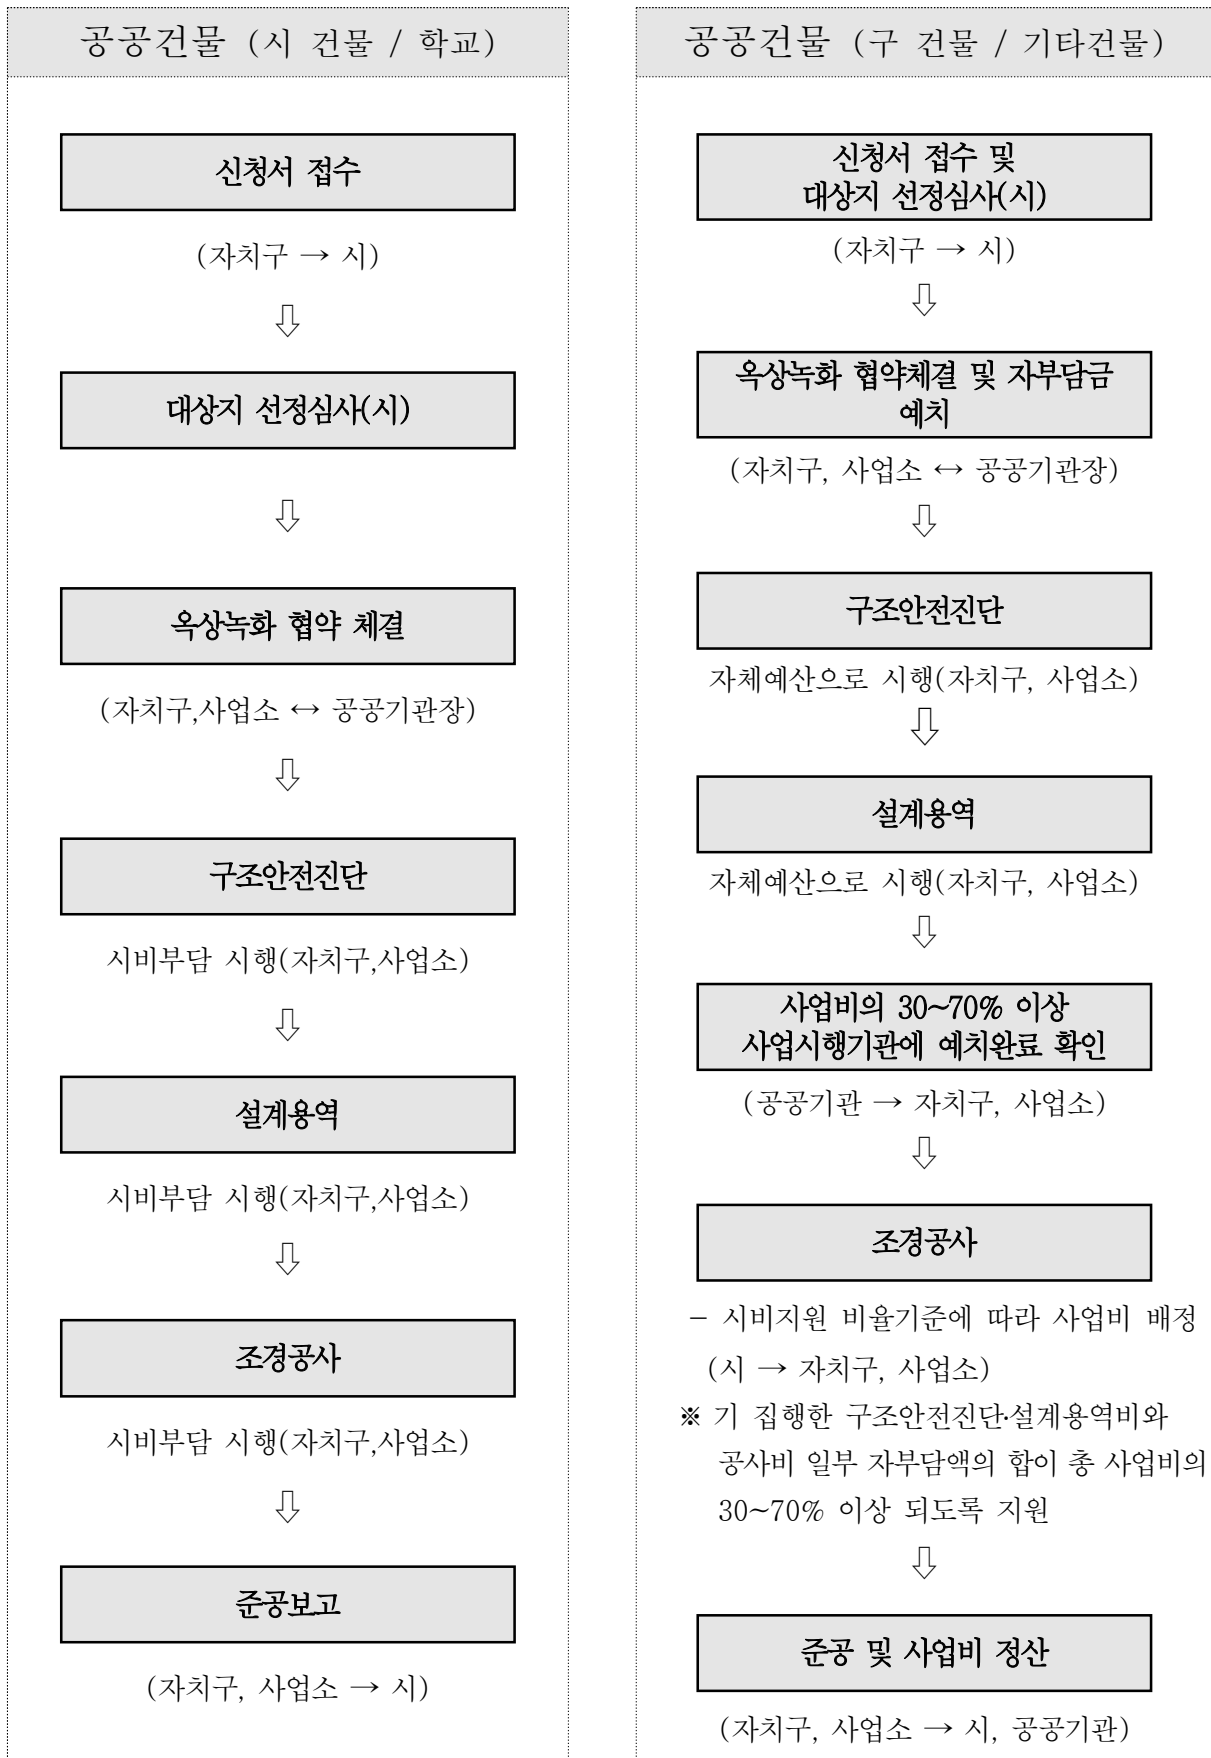 공공건물 (시 건물 / 학교)
신청서 접수
(자치구 → 시)
⇩
대상지 선정심사(시)
⇩
옥상녹화 협약 체결
(자치구,사업소 ↔ 공공기관장)
⇩
구조안전진단
시비부담 시행(자치구,사업소)
⇩
설계용역
시비부담 시행(자치구,사업소)
⇩
조경공사
시비부담 시행(자치구,사업소)
⇩
준공보고
(자치구, 사업소 → 시)
공공건물 (구 건물 / 기타건물)
신청서 접수 및
대상지 선정심사(시)
(자치구 → 시)
⇩
옥상녹화 협약체결 및 자부담금
예치
(자치구, 사업소 ↔ 공공기관장)
⇩
구조안전진단
자체예산으로 시행(자치구, 사업소)
⇩
설계용역
자체예산으로 시행(자치구, 사업소)
⇩
사업비의 30~70% 이상
사업시행기관에 예치완료 확인
(공공기관 → 자치구, 사업소)
⇩
조경공사
- 시비지원 비율기준에 따라 사업비 배정
(시 → 자치구, 사업소)
※ 기 집행한 구조안전진단·설계용역비와
공사비 일부 자부담액의 합이 총 사업비의
30~70% 이상 되도록 지원
⇩
준공 및 사업비 정산
(자치구, 사업소 → 시, 공공기관)